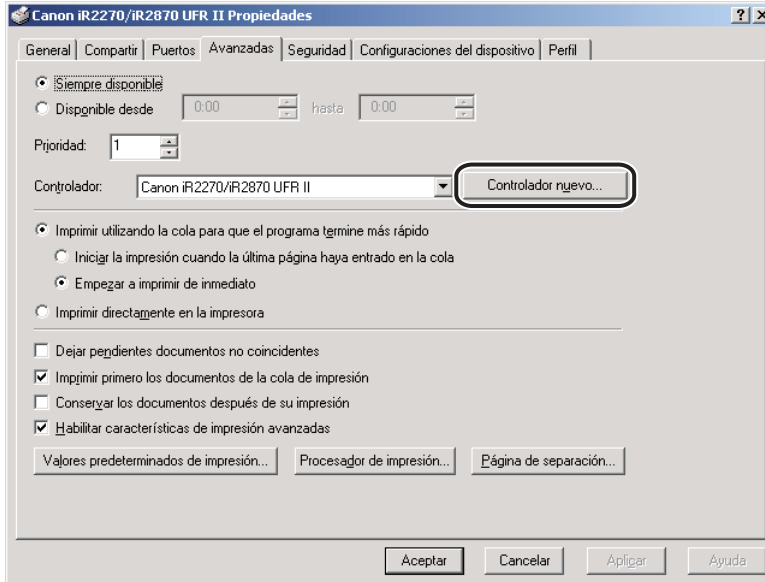 Canon iR2270/iR2870 UFR II Propiedades
General Compartir Puertos Avanzadas Seguridad Configuraciones del dispositivo Perfil
Siempre disponible
Disponible desde 0:00 hasta 0:00
Prioridad: 1
Controlador: Canon iR2270/iR2870 UFR II Controlador nuevo...
Imprimir utilizando la cola para que el programa termine más rápido
Iniciar la impresión cuando la última página haya entrado en la cola
Empezar a imprimir de inmediato
Imprimir directamente en la impresora
Dejar pendientes documentos no coincidentes
Imprimir primero los documentos de la cola de impresión
Conservar los documentos después de su impresión
Habilitar características de impresión avanzadas
Valores predeterminados de impresión... Procesador de impresión... Página de separación...
Aceptar Cancelar Aplicar Ayuda